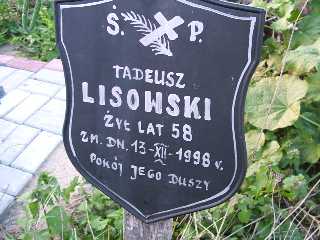 Ś. P.
TADEUSZ
LISOWSKI
ŻYŁ LAT 58
ZM. DN. 13-XII-1998 r.
POKÓJ JEGO DUSZY